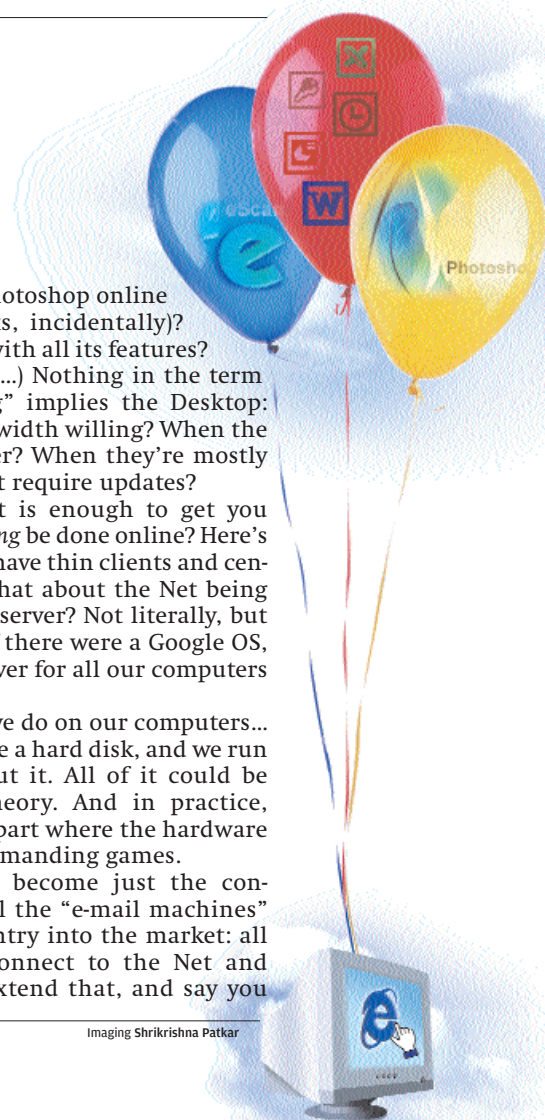 eSca
Photosho
W
hotoshop online
s, incidentally)?
with all its features?
...) Nothing in the term
g” implies the Desktop:
width willing? When the
er? When they're mostly
t require updates?
t is enough to get you
ng be done online? Here's
have thin clients and cen-
hat about the Net being
server? Not literally, but
f there were a Google OS,
ver for all our computers
ve do on our computers...
e a hard disk, and we run
ut it. All of it could be
heory. And in practice,
part where the hardware
manding games.
become just the con-
l the “e-mail machines”
ntry into the market: all
onnect to the Net and
xtend that, and say you
Imaging Shrikrishna Patkar